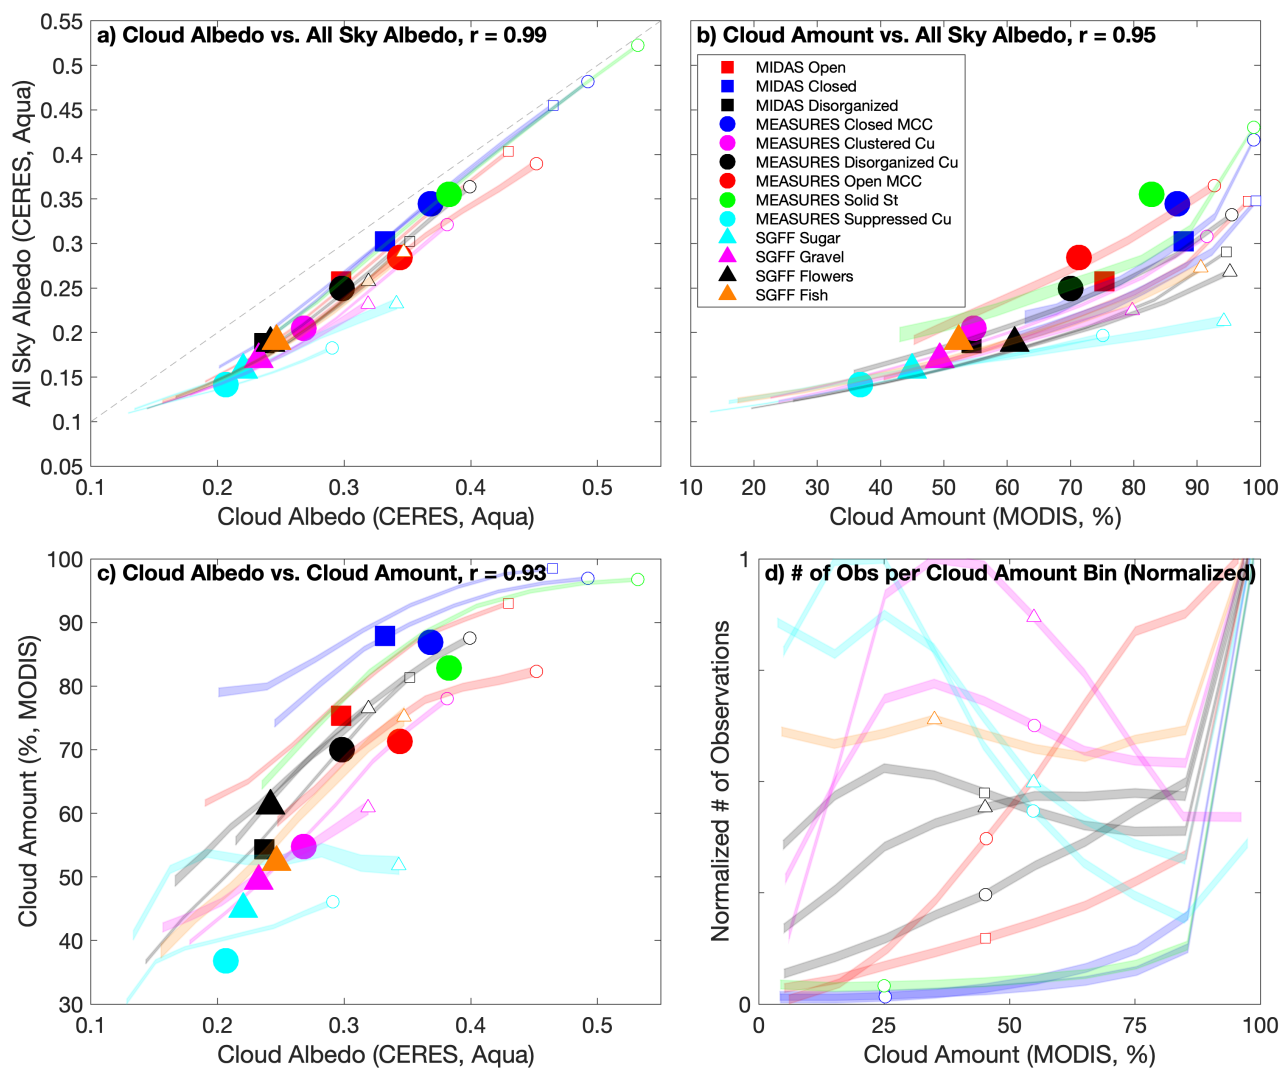 a) Cloud Albedo vs. All Sky Albedo, r = 0.99
0.55
0.5
0.45
0.4
0.35
0.3
0.25
0.2
0.15
0.1
0.05
All Sky Albedo (CERES, Aqua)
0.1
0.2
0.3
0.4
0.5
Cloud Albedo (CERES, Aqua)
b) Cloud Amount vs. All Sky Albedo, r = 0.95
MIDAS Open
MIDAS Closed
MIDAS Disorganized
MEASURES Closed MCC
MEASURES Clustered Cu
MEASURES Disorganized Cu
MEASURES Open MCC
MEASURES Solid St
MEASURES Suppressed Cu
SGFF Sugar
SGFF Gravel
SGFF Flowers
SGFF Fish
10
20
30
40
50
60
70
80
90
100
Cloud Amount (MODIS, %)
c) Cloud Albedo vs. Cloud Amount, r = 0.93
100
90
80
70
60
50
40
30
Cloud Amount (%, MODIS)
0.1
0.2
0.3
0.4
0.5
Cloud Albedo (CERES, Aqua)
d) # of Obs per Cloud Amount Bin (Normalized)
1
0
Normalized # of Observations
0
25
50
75
100
Cloud Amount (MODIS, %)